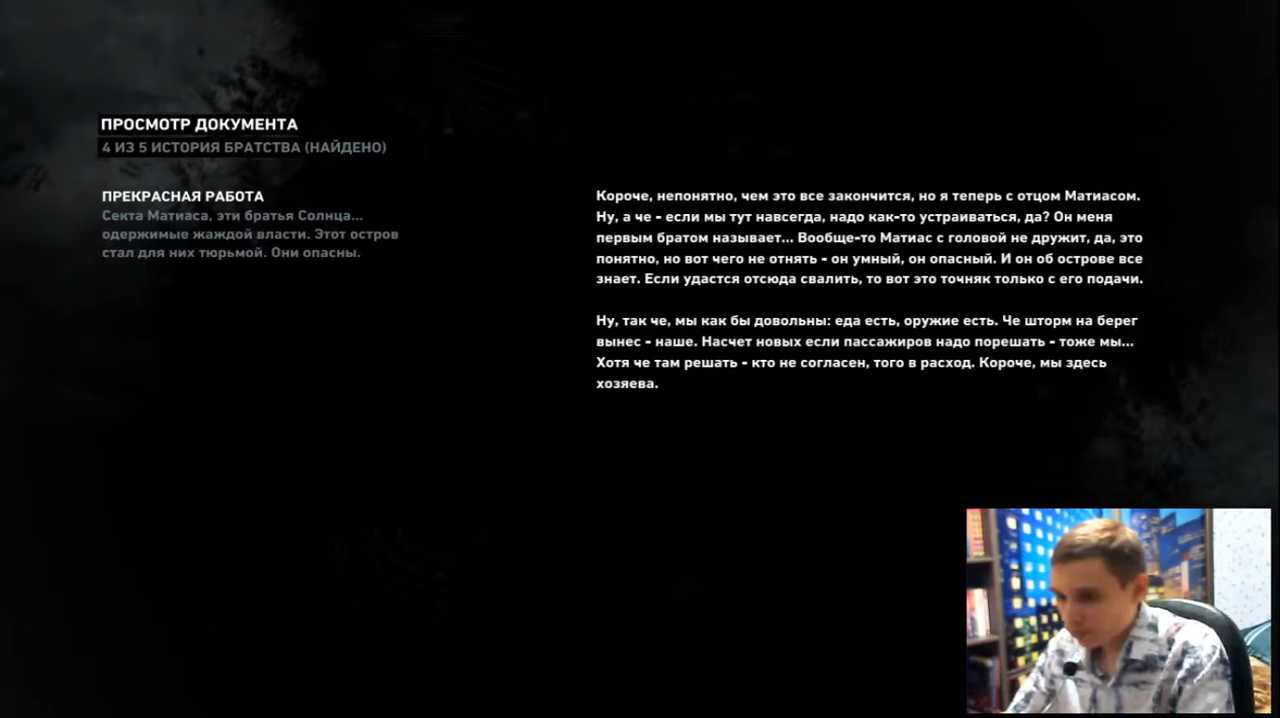 ПРОСМОТР ДОКУМЕНТА
4 ИЗ 5 ИСТОРИЯ БРАТСТВА (НАЙДЕНО)
ПРЕКРАСНАЯ РАБОТА
Секта Матиаса, эти братья Солнца...
одержимые жаждой власти. Этот остров
стал для них тюрьмой. Они опасны.
Короче, непонятно, чем это все закончится, но я теперь с отцом Матиасом.
Ну, а че - если мы тут навсегда, надо как-то устраиваться, да? Он меня
первым братом называет... Вообще-то Матиас с головой не дружит, да, это
понятно, но вот чего не отнять - он умный, он опасный. И он об острове все
знает. Если удастся отсюда свалить, то вот это точняк только с его подачи.
Ну, так че, мы как бы довольны: еда есть, оружие есть. Че шторм на берег
вынес - наше. Насчет новых если пассажиров надо порешать - тоже мы...
Хотя че там решать - кто не согласен, того в расход. Короче, мы здесь
хозяева.